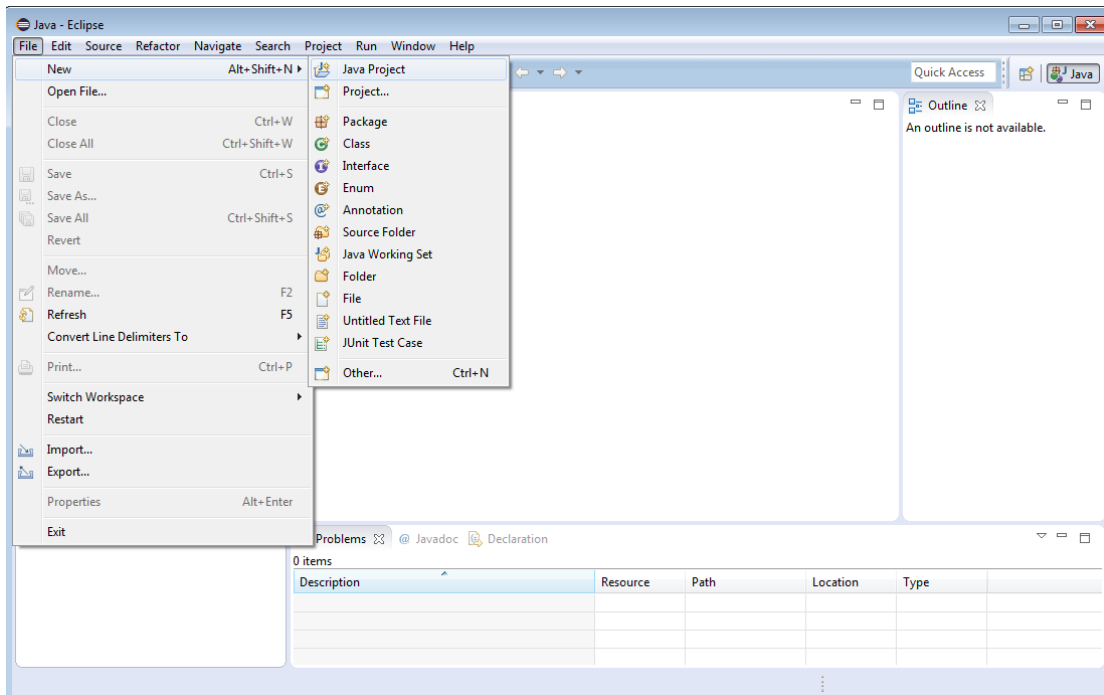 Java - Eclipse
File Edit Source Refactor Navigate Search Project Run Window Help
New Alt+Shift+N
Open File...
Close Ctrl+W
Close All Ctrl+Shift+W
Save Ctrl+S
Save As...
Save All Ctrl+Shift+S
Revert
Move...
Rename... F2
Refresh F5
Convert Line Delimiters To
Print... Ctrl+P
Switch Workspace
Restart
Import...
Export...
Properties Alt+Enter
Exit
Java Project
Project...
Package
Class
Interface
Enum
Annotation
Source Folder
Java Working Set
Folder
File
Untitled Text File
JUnit Test Case
Other... Ctrl+N
Quick Access Java
Outline
An outline is not available.
Problems @ Javadoc Declaration
0 items
Description Resource Path Location Type